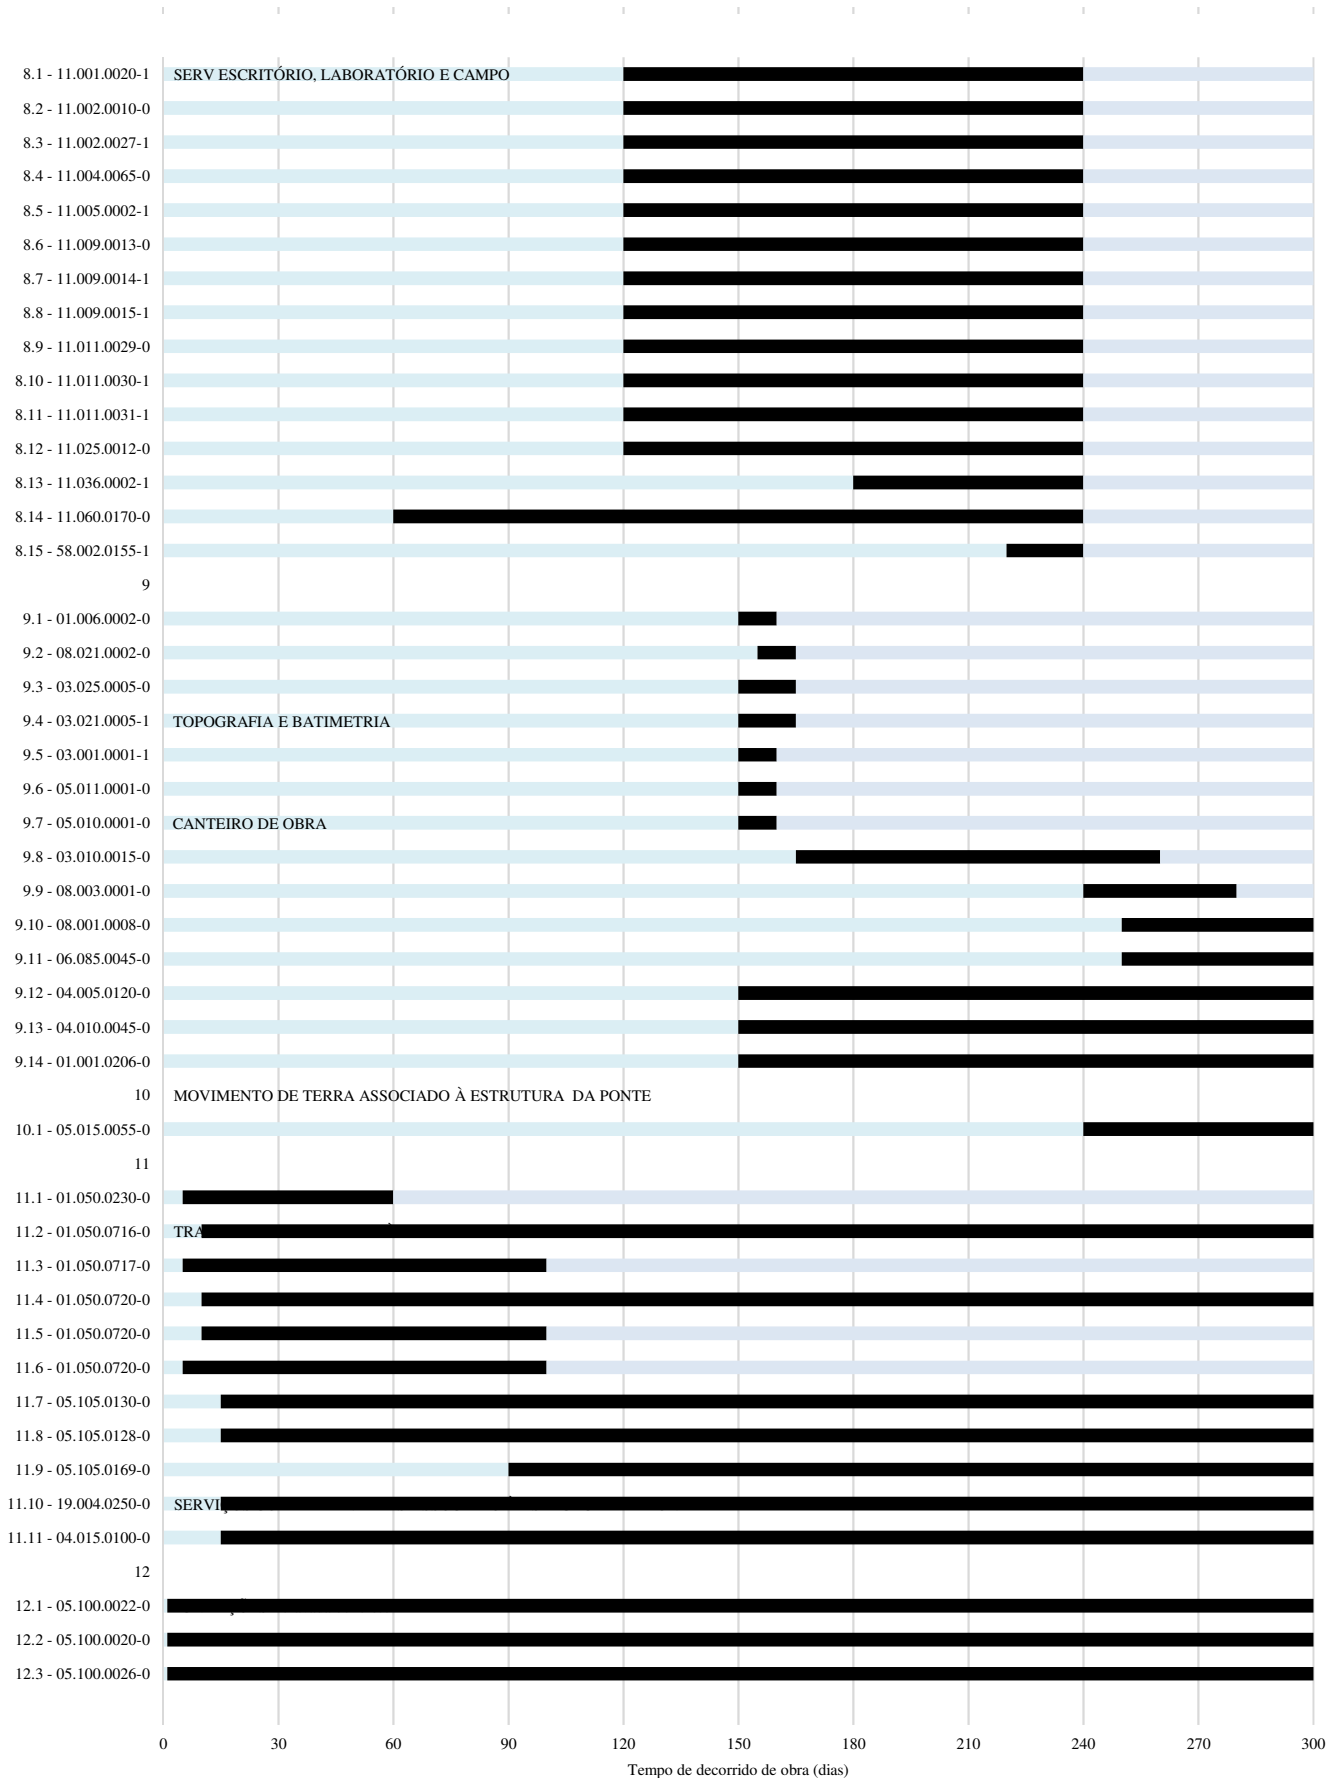 8.1 - 11.001.0020-1 SERV ESCRITÓRIO, LABORATÓRIO E CAMPO
8.2 - 11.002.0010-0
8.3 - 11.002.0027-1
8.4 - 11.004.0065-0
8.5 - 11.005.0002-1
8.6 - 11.009.0013-0
8.7 - 11.009.0014-1
8.8 - 11.009.0015-1
8.9 - 11.011.0029-0
8.10 - 11.011.0030-1
8.11 - 11.011.0031-1
8.12 - 11.025.0012-0
8.13 - 11.036.0002-1
8.14 - 11.060.0170-0
8.15 - 58.002.0155-1
9
9.1 - 01.006.0002-0
9.2 - 08.021.0002-0
9.3 - 03.025.0005-0
9.4 - 03.021.0005-1 TOPOGRAFIA E BATIMETRIA
9.5 - 03.001.0001-1
9.6 - 05.011.0001-0
9.7 - 05.010.0001-0 CANTEIRO DE OBRA
9.8 - 03.010.0015-0
9.9 - 08.003.0001-0
9.10 - 08.001.0008-0
9.11 - 06.085.0045-0
9.12 - 04.005.0120-0
9.13 - 04.010.0045-0
9.14 - 01.001.0206-0
10 MOVIMENTO DE TERRA ASSOCIADO À ESTRUTURA DA PONTE
10.1 - 05.015.0055-0
11
11.1 - 01.050.0230-0
11.2 - 01.050.0716-0
11.3 - 01.050.0717-0
11.4 - 01.050.0720-0
11.5 - 01.050.0720-0
11.6 - 01.050.0720-0
11.7 - 05.105.0130-0
11.8 - 05.105.0128-0
11.9 - 05.105.0169-0
11.10 - 19.004.0250-0
11.11 - 04.015.0100-0
12
12.1 - 05.100.0022-0
12.2 - 05.100.0020-0
12.3 - 05.100.0026-0
0 30 60 90 120 150 180 210 240 270 300
Tempo de decorrido de obra (dias)